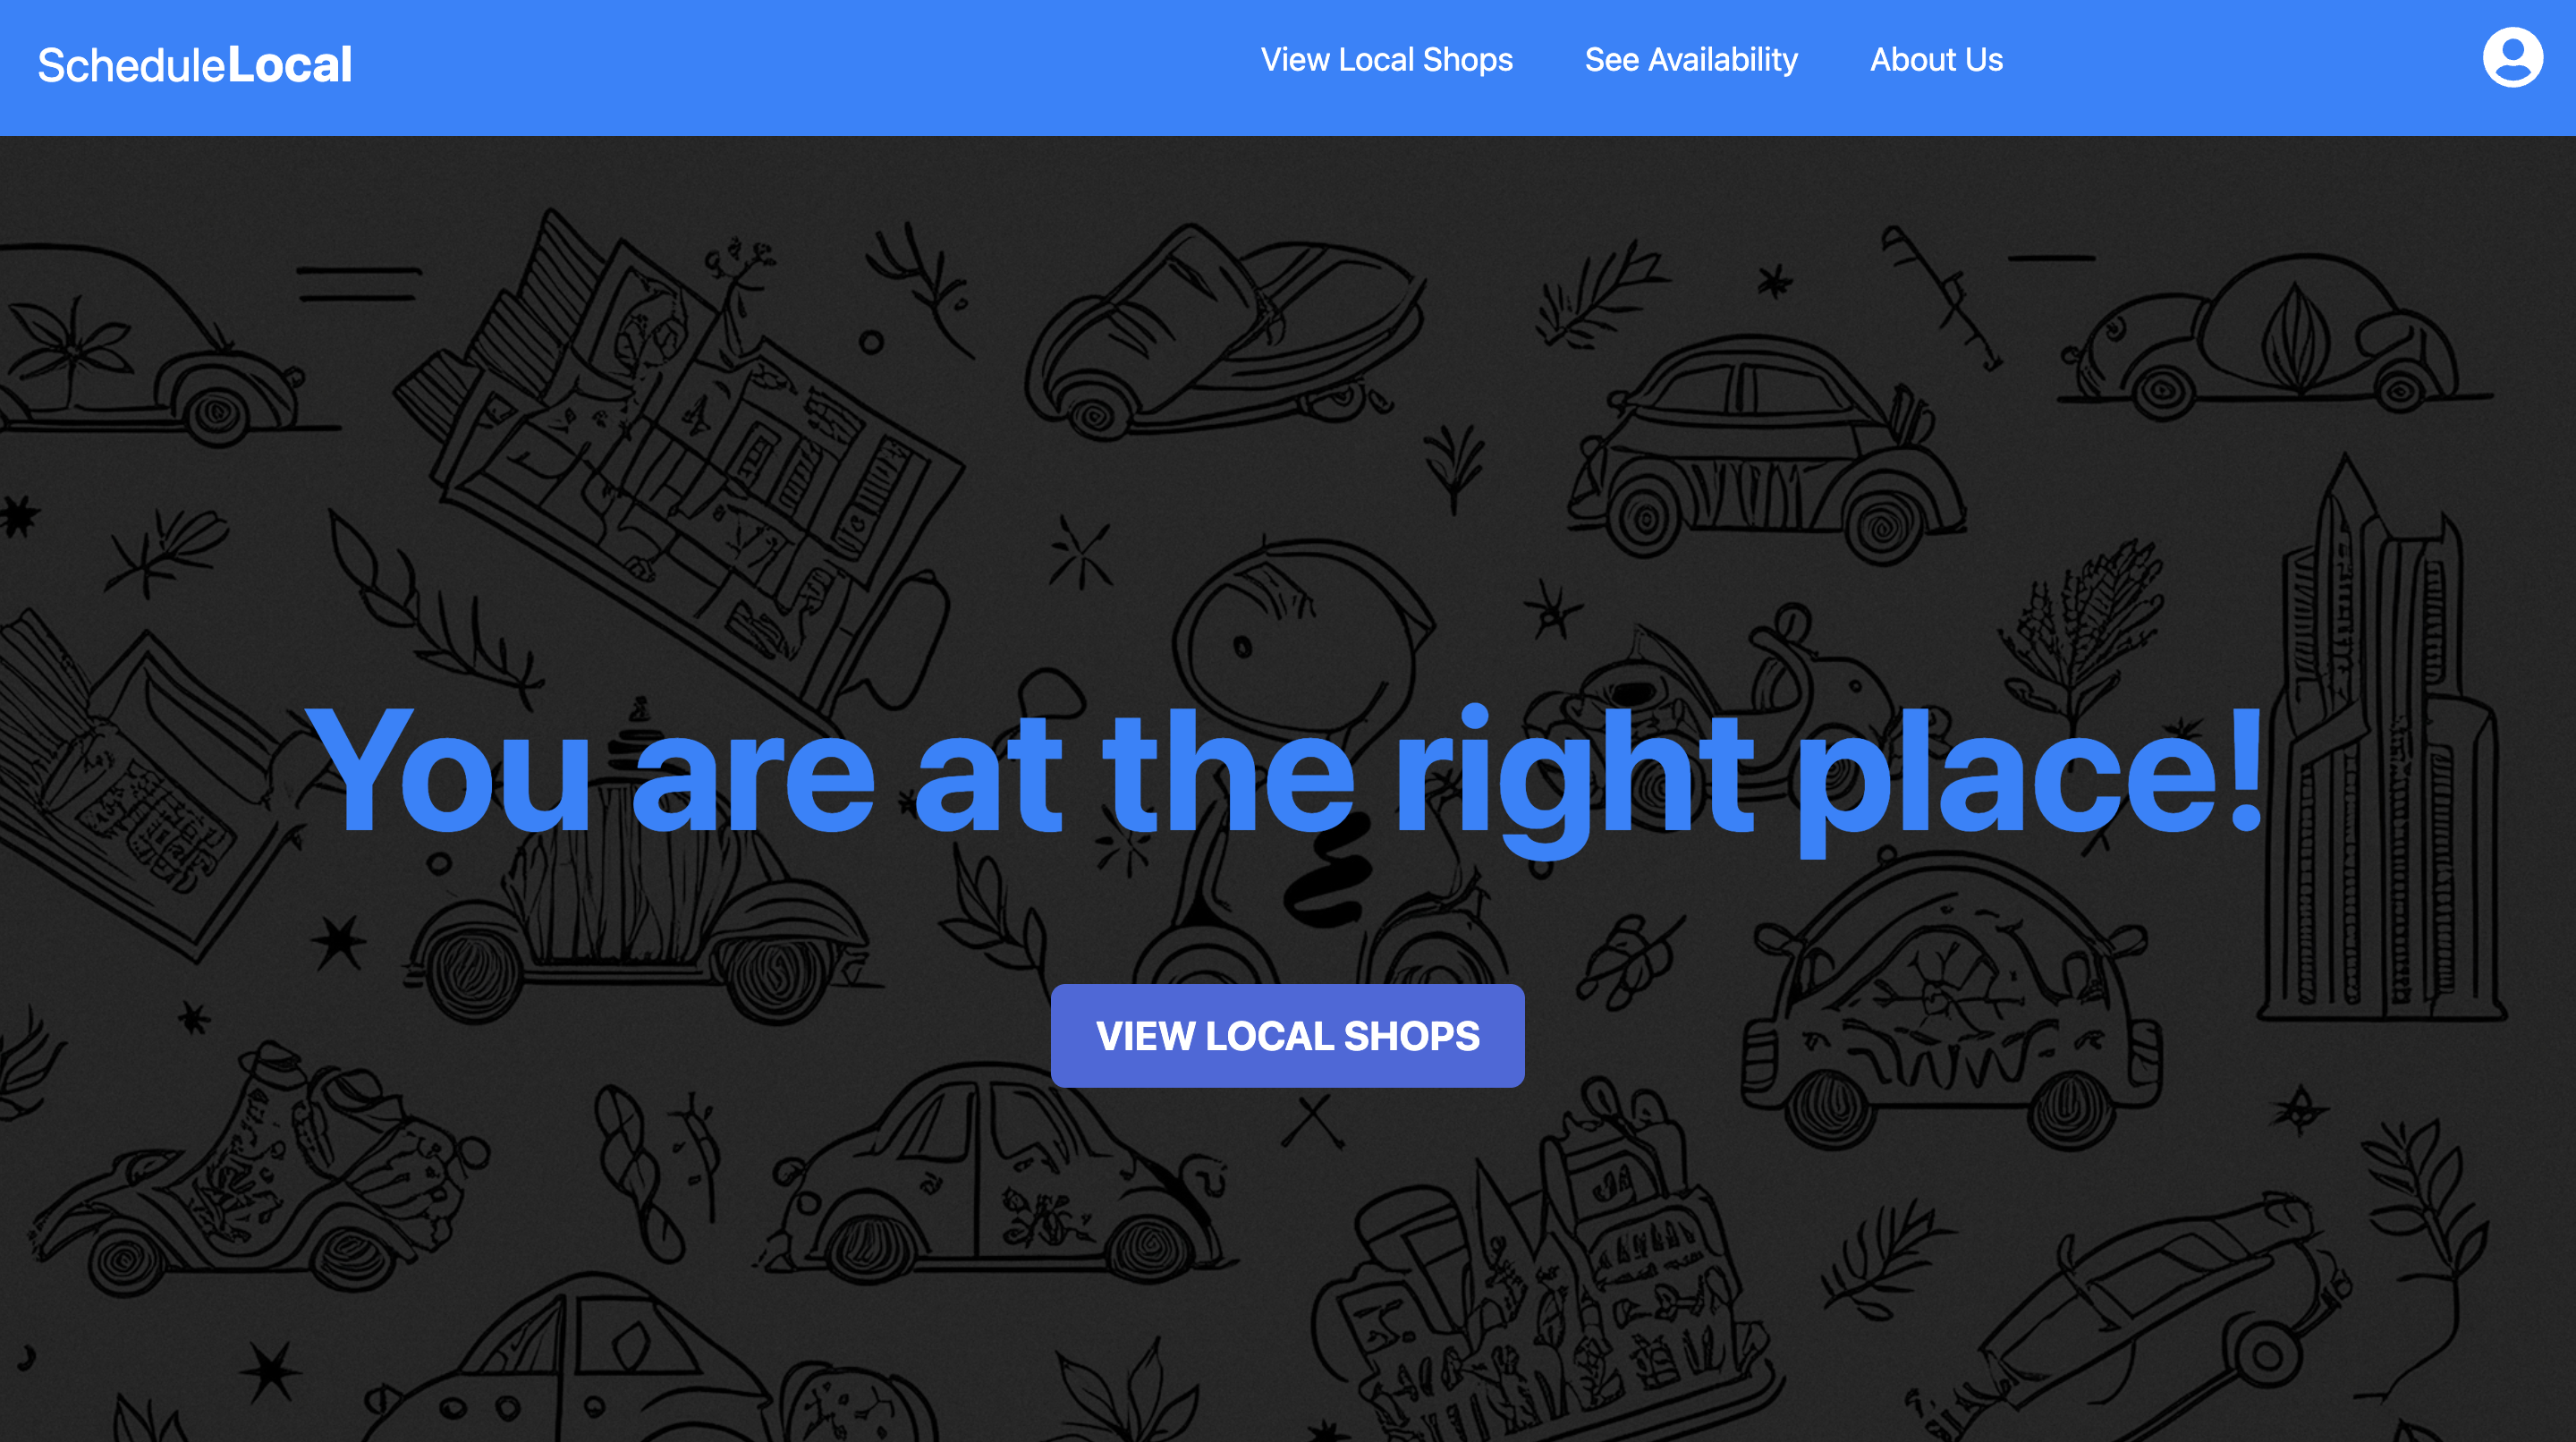 ScheduleLocal
View Local Shops
See Availability
About Us
You are at the right place!
VIEW LOCAL SHOPS